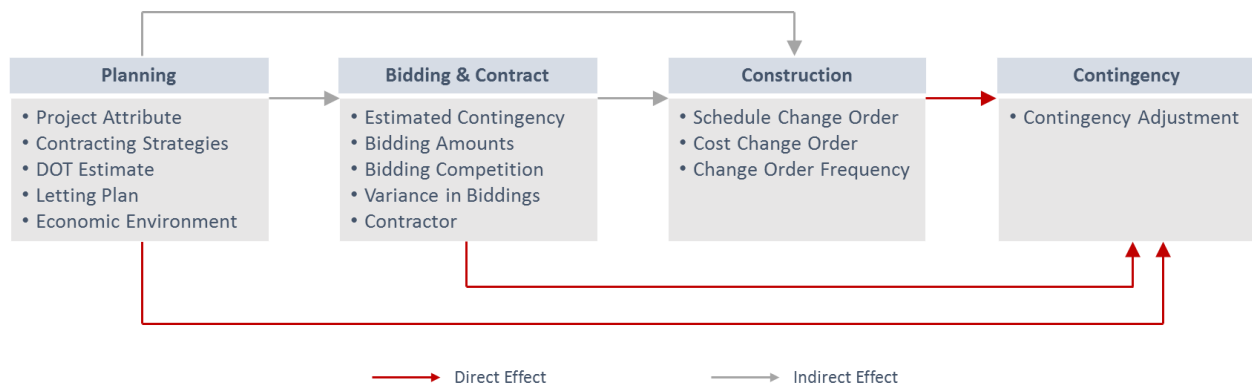 Planning
• Project Attribute
• Contracting Strategies
• DOT Estimate
• Letting Plan
• Economic Environment
Bidding & Contract
• Estimated Contingency
• Bidding Amounts
• Bidding Competition
• Variance in Biddings
• Contractor
Construction
• Schedule Change Order
• Cost Change Order
• Change Order Frequency
Contingency
• Contingency Adjustment
Direct Effect
Indirect Effect